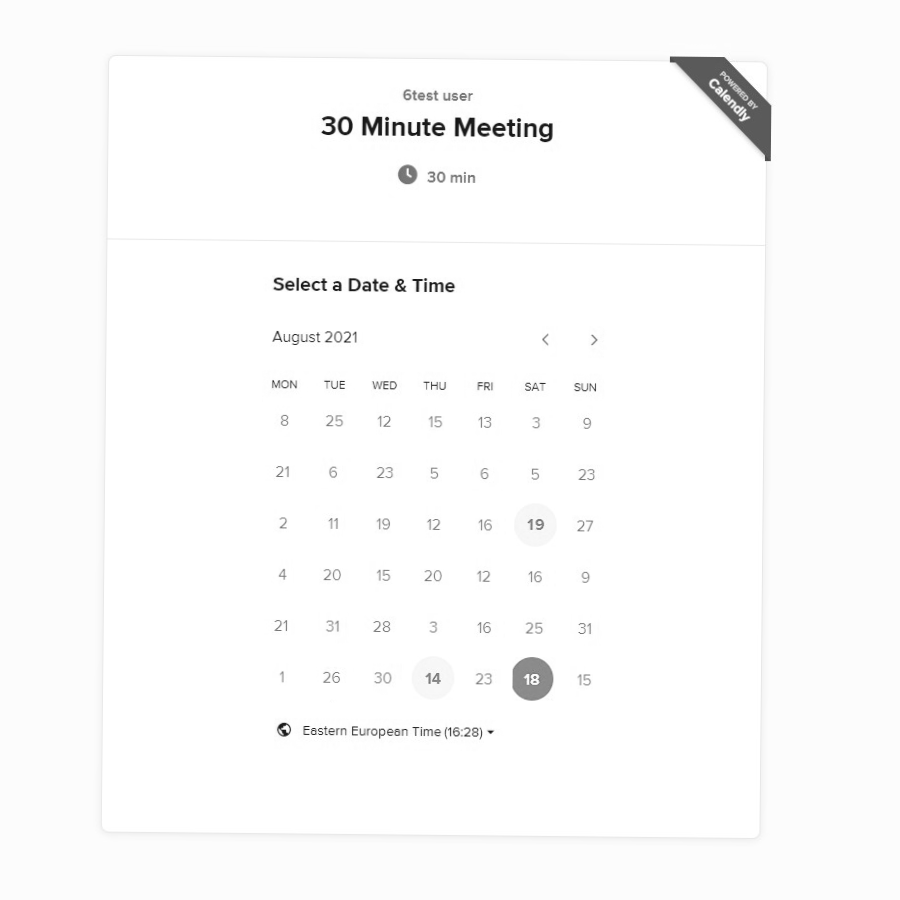 POWERED BY
Calendly
6test user
30 Minute Meeting
30 min
Select a Date & Time
August 2021
MON TUE WED THU FRI SAT SUN
8 25 12 15 13 3 9
21 6 23 5 6 5 23
2 11 19 12 16 19 27
4 20 15 20 12 16 9
21 31 28 3 16 25 31
1 26 30 14 23 18 15
Eastern European Time (16:28)